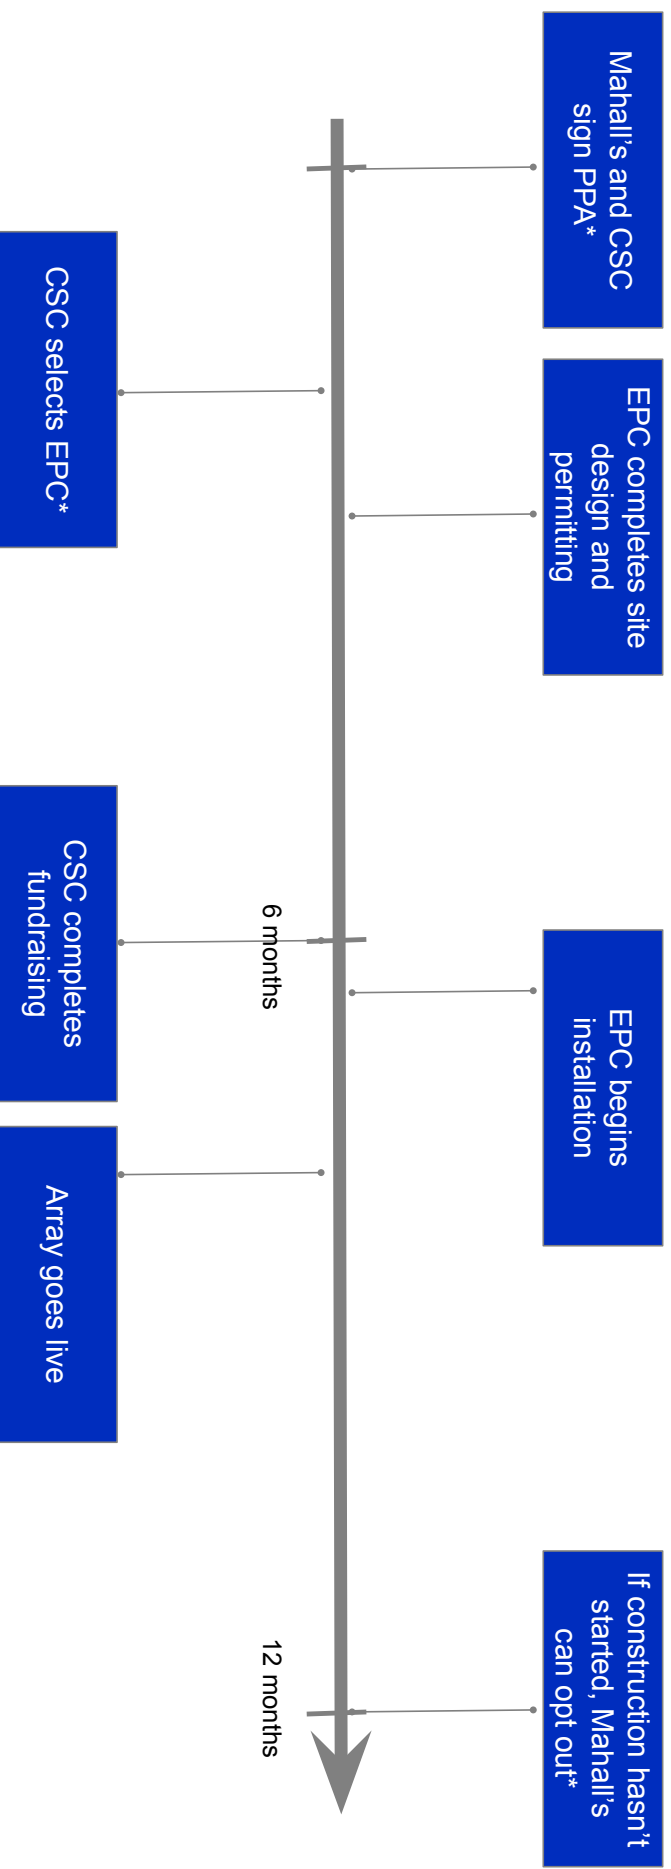 Mahall's and CSC
sign PPA*
EPC completes site
design and
permitting
EPC begins
installation
If construction hasn't
started, Mahall's
can opt out*
6 months
12 months
CSC selects EPC*
CSC completes
fundraising
Array goes live